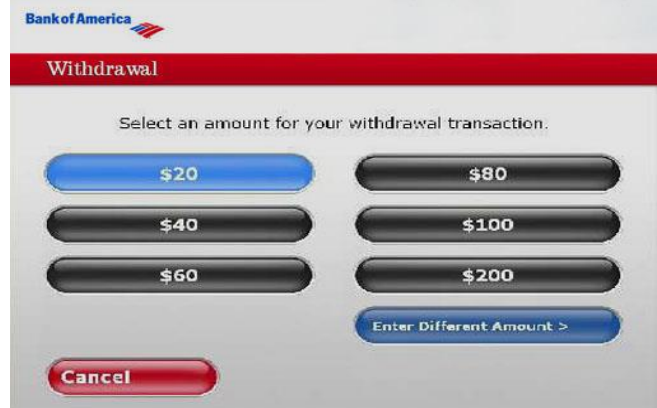 Bank of America
Withdrawal
Select an amount for your withdrawal transaction.
$20
$80
$40
$100
$60
$200
Enter Different Amount >
Cancel